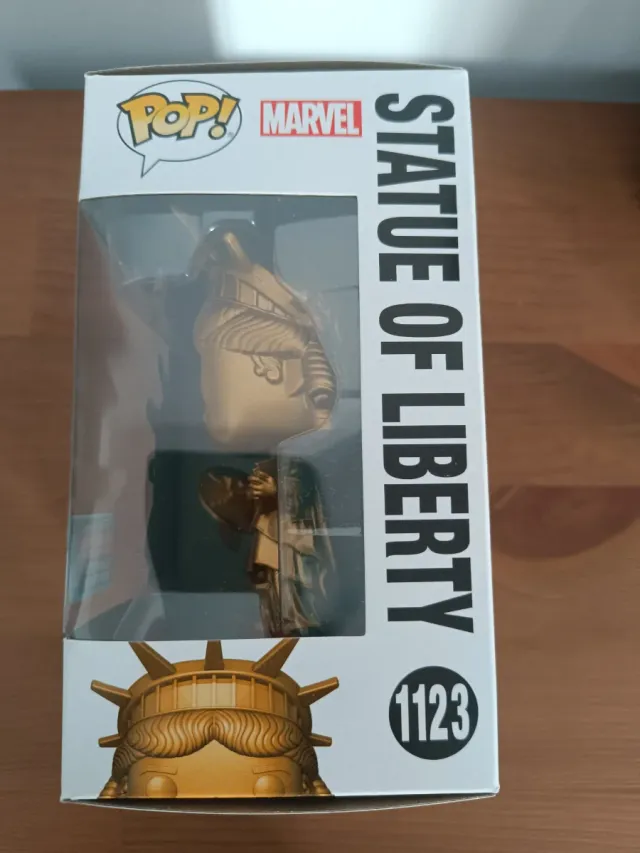 POP!
MARVEL
STATUE OF LIBERTY
1123